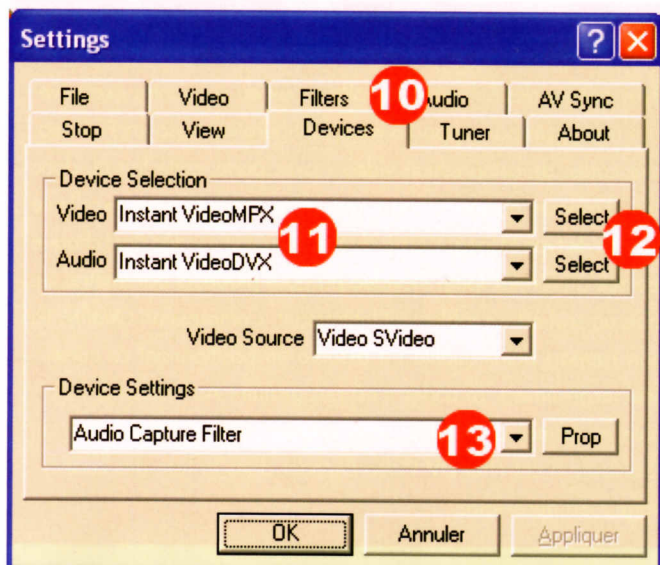 Settings
File Video Filters 10 Audio AV Sync
Stop View Devices Tuner About
Device Selection
Video Instant VideoMPX Select
11 12
Audio Instant VideoDVX Select
Video Source Video SVideo
Device Settings
Audio Capture Filter 13 Prop
OK Annuler Appliquer